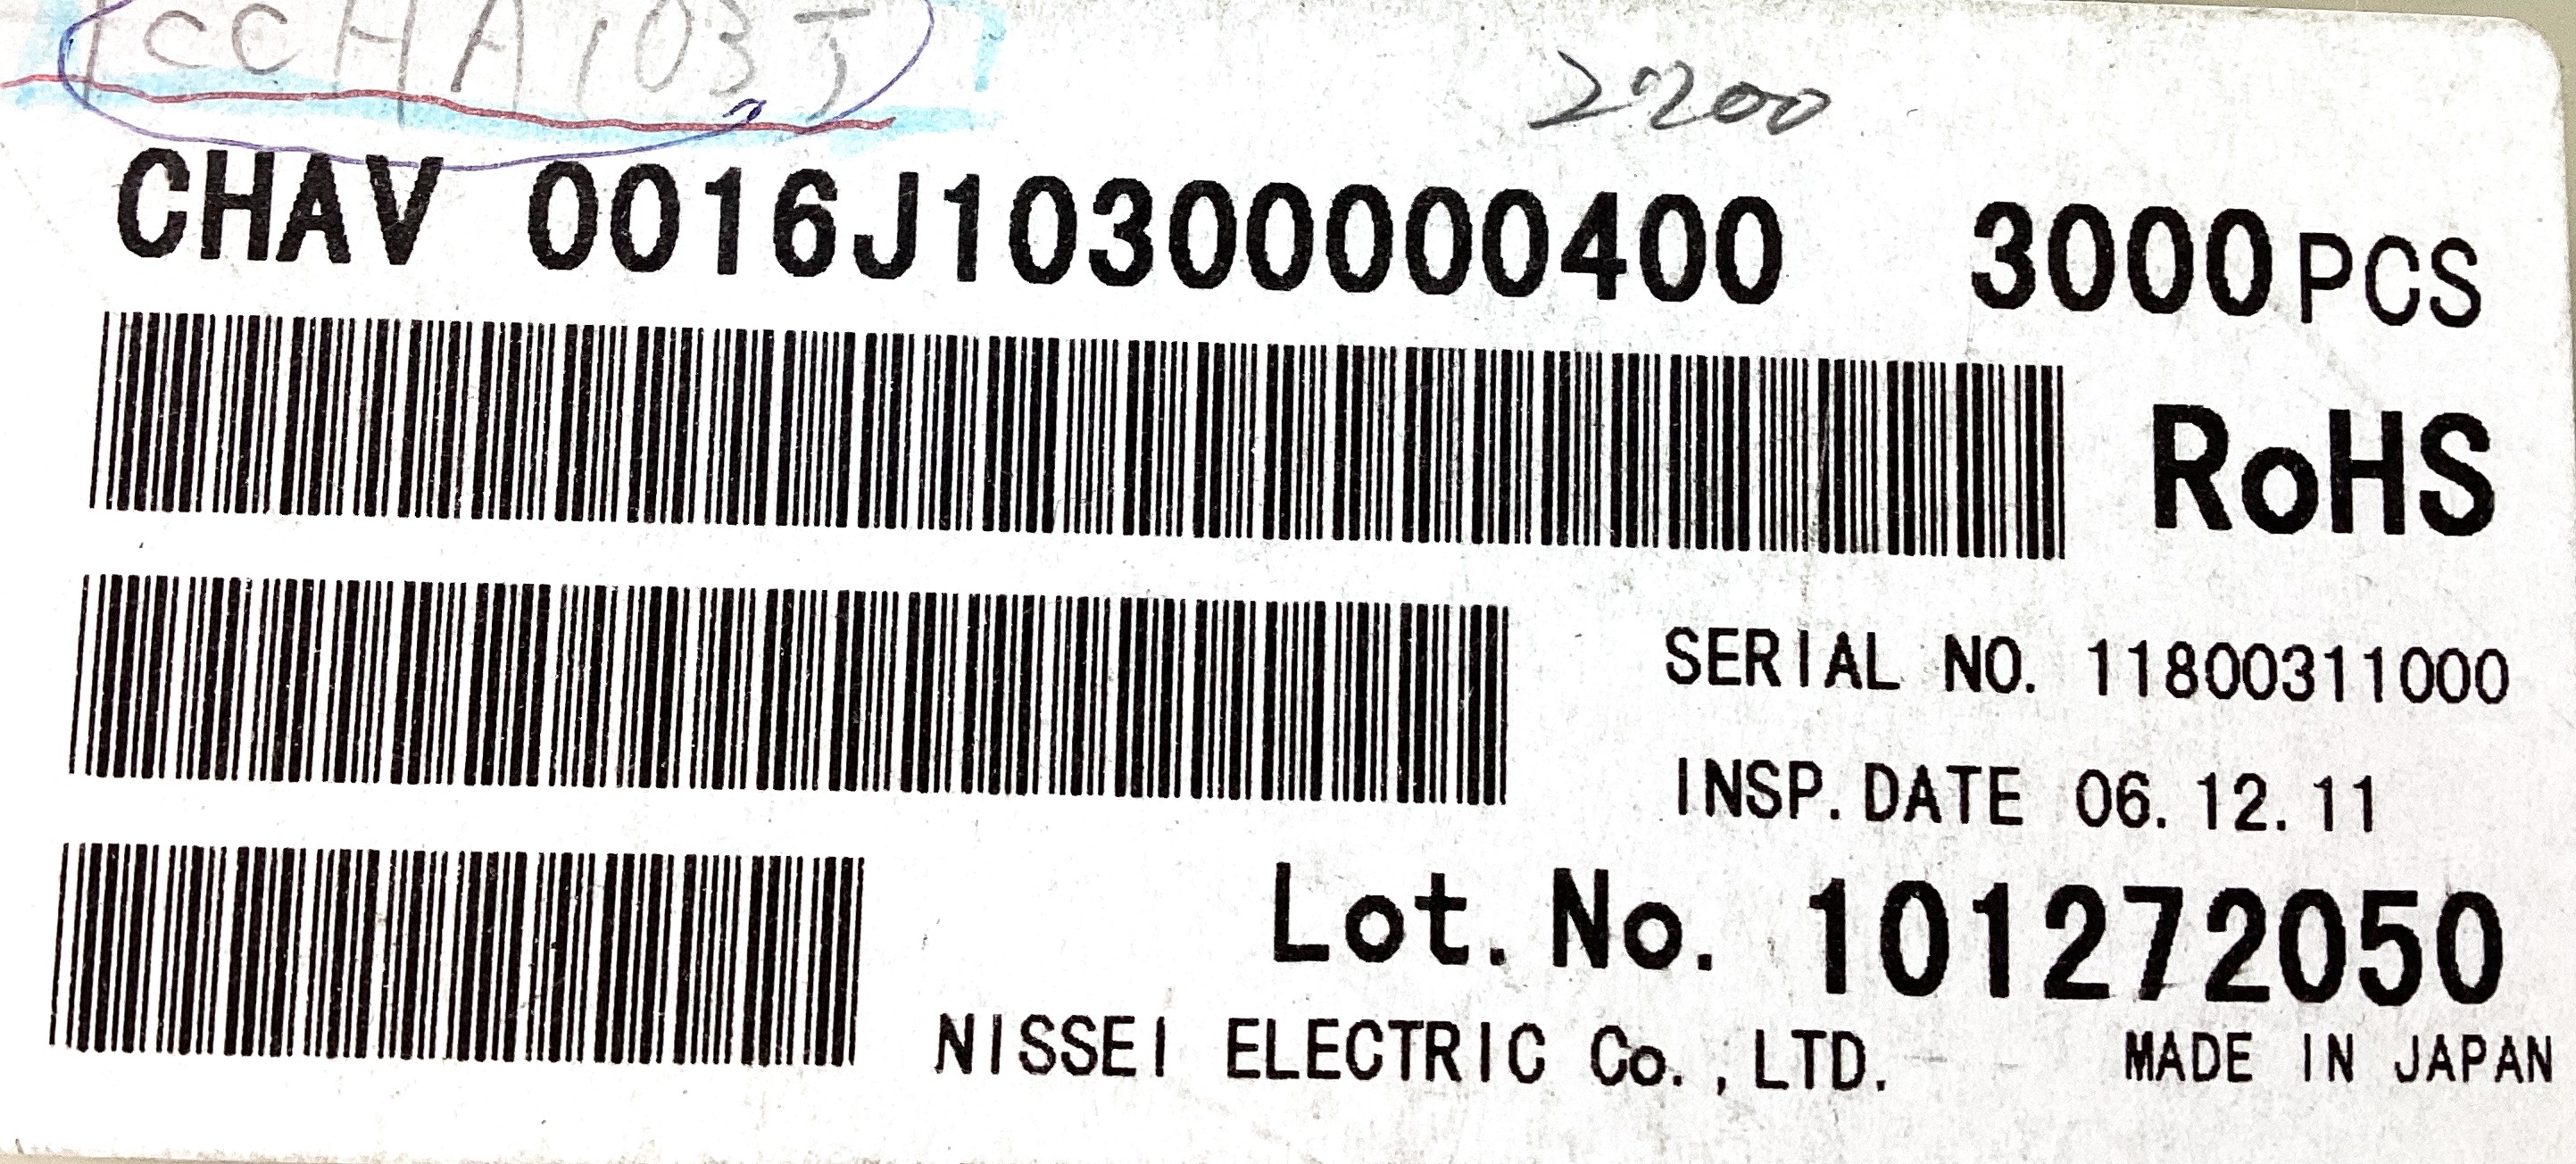 CCHA103J
2200
CHAV 0016J10300000400 3000PCS
RoHS
SERIAL NO. 11800311000
INSP.DATE 06.12.11
Lot.No. 101272050
NISSEI ELECTRIC Co.,LTD. MADE IN JAPAN